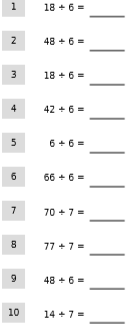 1 18 ÷ 6 =
2 48 ÷ 6 =
3 18 ÷ 6 =
4 42 ÷ 6 =
5 6 ÷ 6 =
6 66 ÷ 6 =
7 70 ÷ 7 =
8 77 ÷ 7 =
9 48 ÷ 6 =
10 14 ÷ 7 =